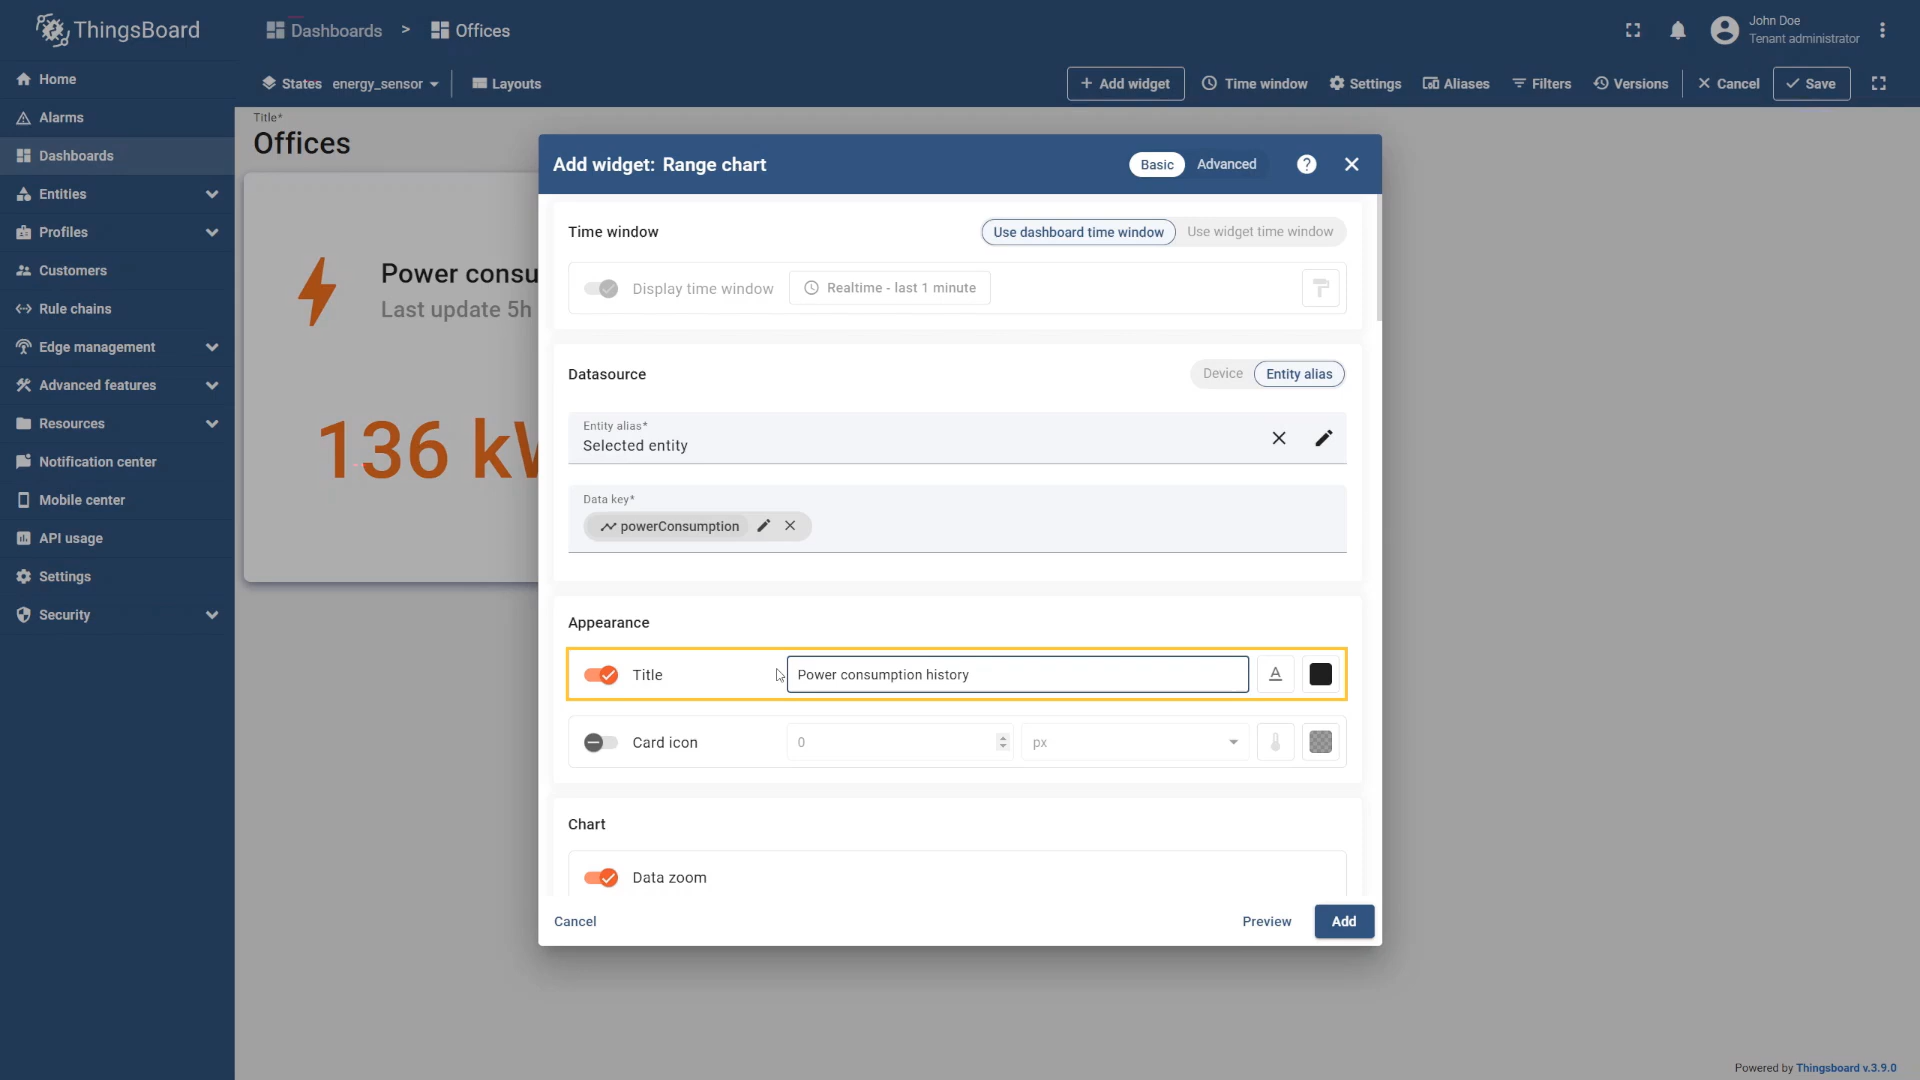 ThingsBoard
Dashboards > Offices
John Doe
Tenant administrator
Home
Alarms
Dashboards
Entities
Profiles
Customers
Rule chains
Edge management
Advanced features
Resources
Notification center
Mobile center
API usage
Settings
Security
States energy_sensor Layouts
+ Add widget Time window Settings Aliases Filters Versions Cancel Save
Title*
Offices
Power consu
Last update 5h
136 kW
Add widget: Range chart
Basic Advanced ?
Time window
Use dashboard time window Use widget time window
Display time window Realtime - last 1 minute
Datasource
Device Entity alias
Entity alias*
Selected entity
Data key*
powerConsumption
Appearance
Title Power consumption history A
Card icon 0 px
Chart
Data zoom
Cancel Preview Add
Powered by Thingsboard v.3.9.0